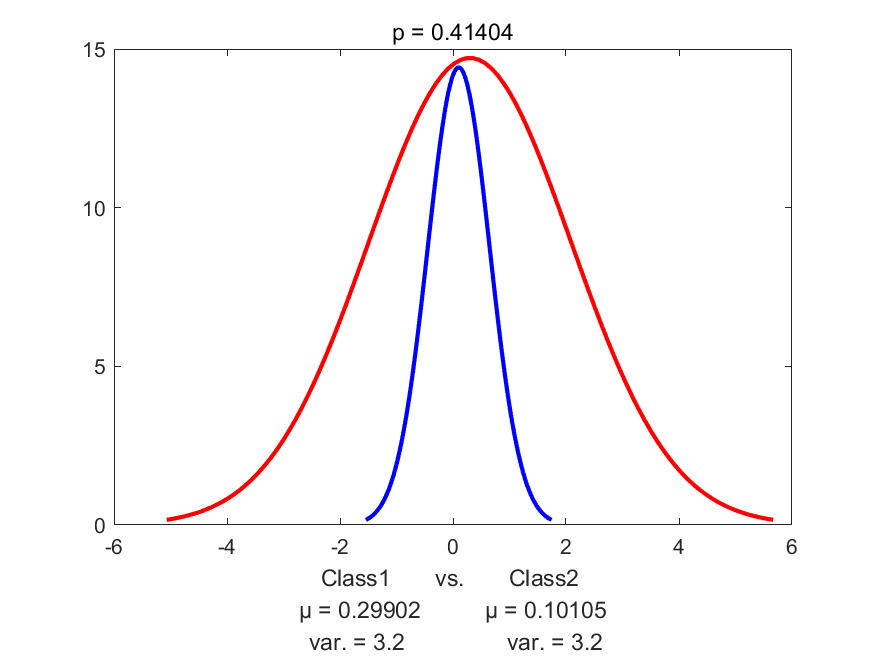 p = 0.41404
15
10
5
0
-6 -4 -2 0 2 4 6
Class1 vs. Class2
μ = 0.29902 μ = 0.10105
var. = 3.2 var. = 3.2